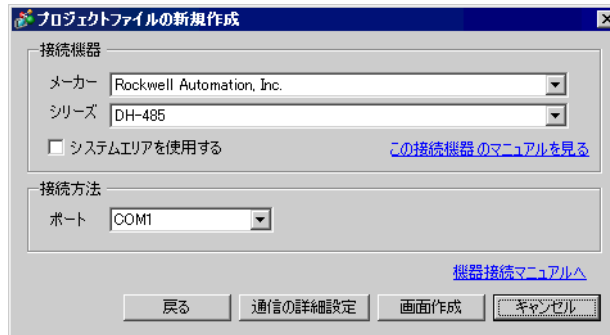 プロジェクトファイルの新規作成
接続機器
メーカー Rockwell Automation, Inc.
シリーズ DH-485
システムエリアを使用する この接続機器のマニュアルを見る
接続方法
ポート COM1
機器接続マニュアルへ
戻る 通信の詳細設定 画面作成 キャンセル